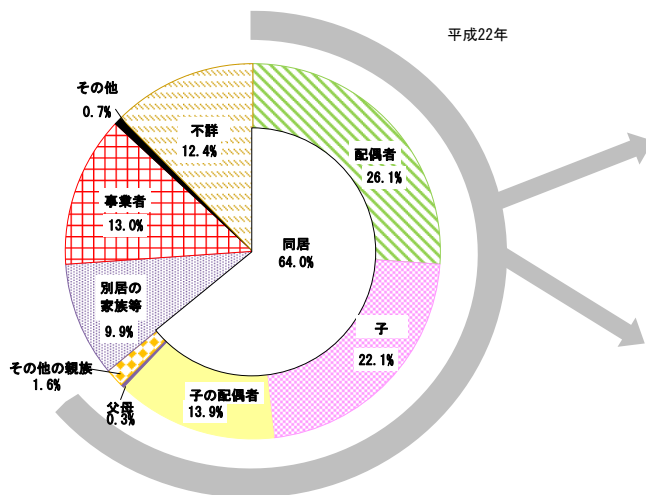 平成22年
その他
0.7%
不詳
12.4%
配偶者
26.1%
事業者
13.0%
同居
64.0%
別居の
家族等
9.9%
子
22.1%
その他の親族
1.6%
父母
0.3%
子の配偶者
13.9%